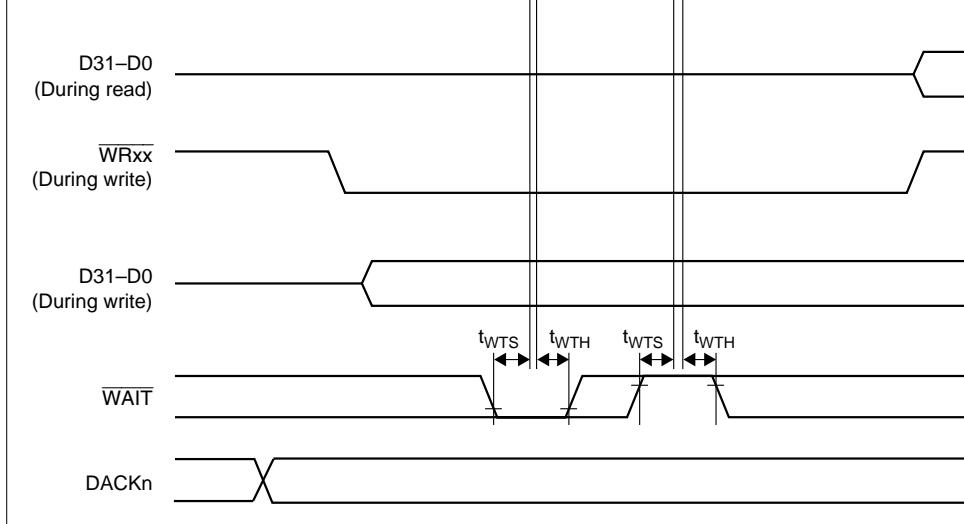 D31–D0
(During read)
WRxx
(During write)
D31–D0
(During write)
tWTS tWTH tWTS tWTH
WAIT
DACKn